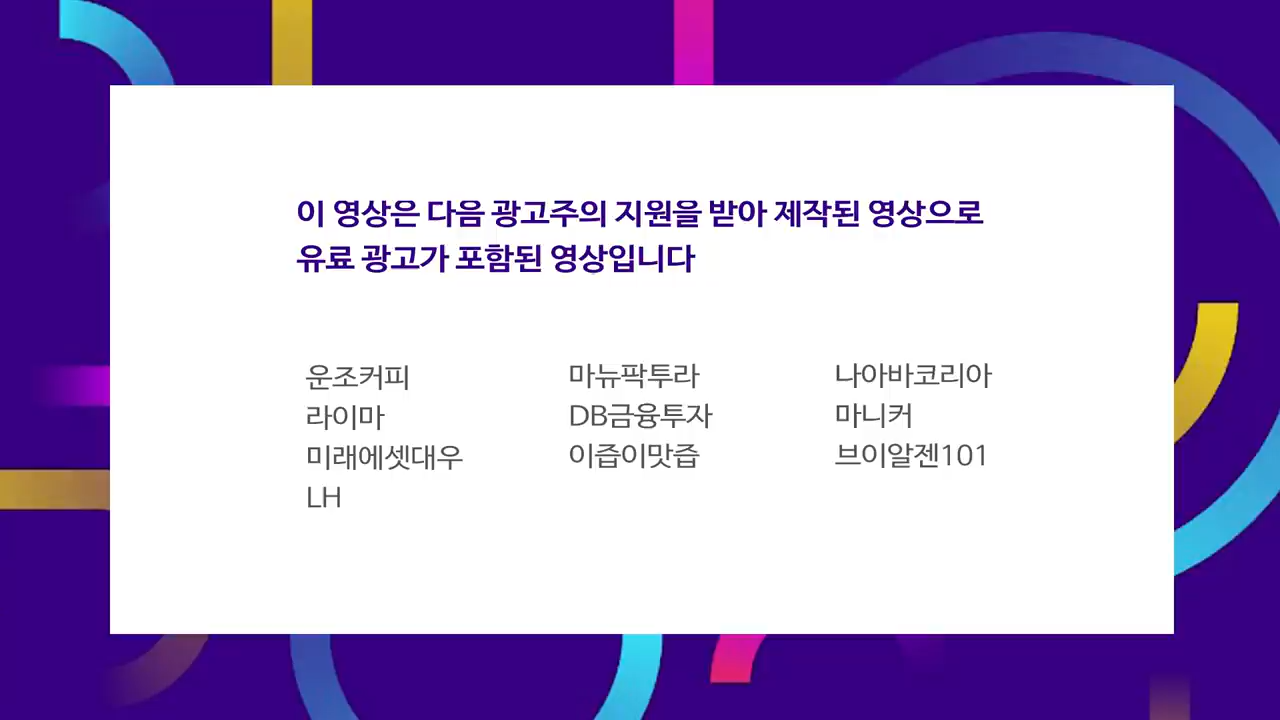 이 영상은 다음 광고주의 지원을 받아 제작된 영상으로
유료 광고가 포함된 영상입니다
운조커피
라이마
미래에셋대우
LH
마뉴팍투라
DB금융투자
이즙이맛즙
나아바코리아
마니커
브이알젠101